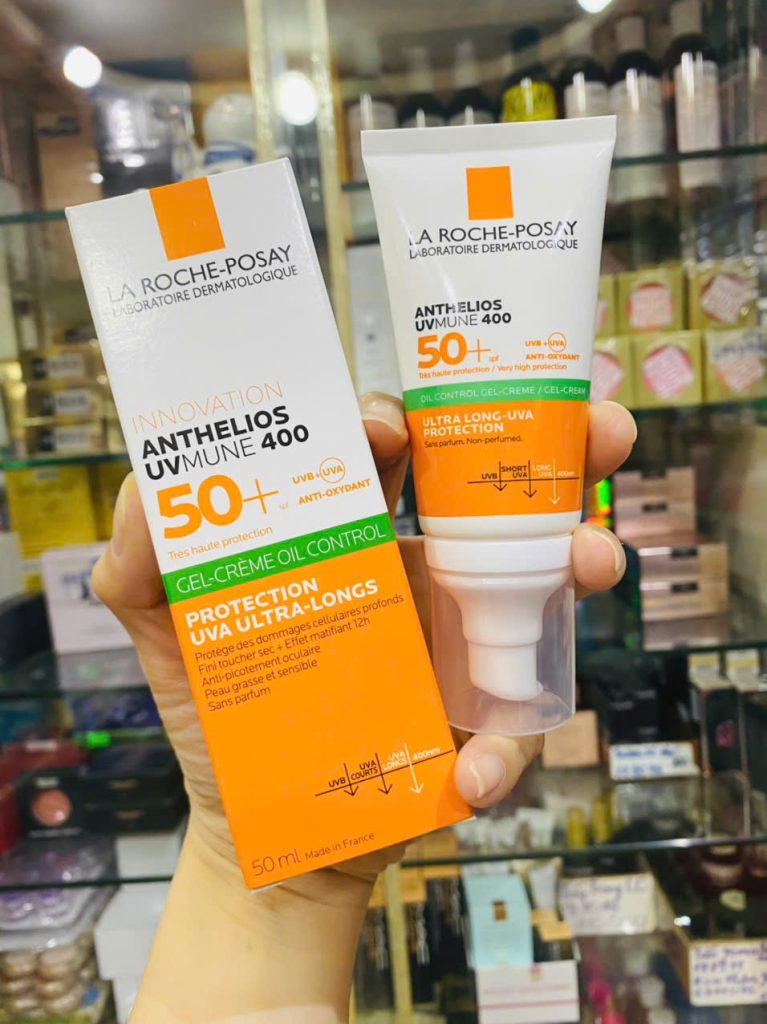 LA ROCHE-POSAY
LABORATOIRE DERMATOLOGIQUE
INNOVATION
ANTHELIOS
UVMUNE 400
50+ spf
UVB+UVA
ANTI-OXYDANT
Très haute protection
GEL-CRÈME OIL CONTROL
PROTECTION
UVA ULTRA-LONGS
Protège des dommages cellulaires profonds
Fini toucher sec + Effet matifiant 12h
Anti-picotement oculaire
Peau grasse et sensible
Sans parfum
UVB
UVA COURTS
UVA LONGS
400nm
50 ml Made in France
LA ROCHE-POSAY
LABORATOIRE DERMATOLOGIQUE
ANTHELIOS
UVMUNE 400
50+ spf
UVB+UVA
ANTI-OXYDANT
Très haute protection / Very high protection
OIL CONTROL GEL-CREME / GEL-CREAM
ULTRA LONG-UVA
PROTECTION
Sans parfum. Non-perfumed.
UVB
SHORT UVA
LONG UVA
400nm